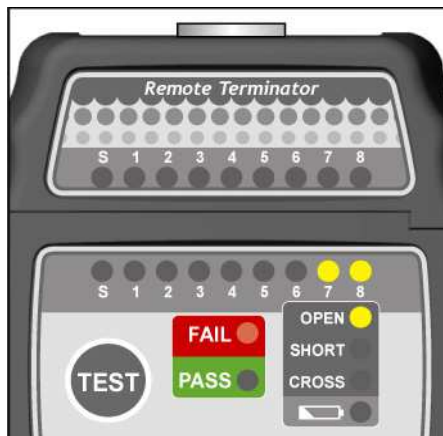 Remote Terminator
S 1 2 3 4 5 6 7 8
S 1 2 3 4 5 6 7 8
OPEN
FAIL
SHORT
TEST
PASS
CROSS